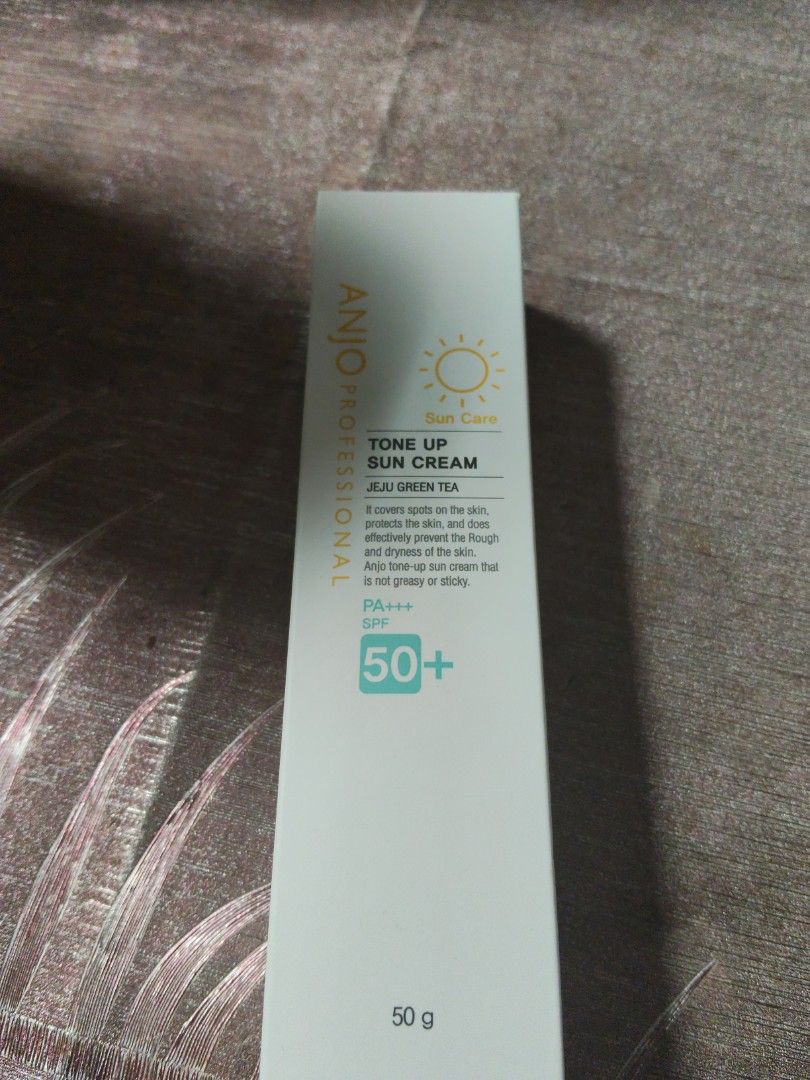 ANJO PROFESSIONAL
Sun Care
TONE UP
SUN CREAM
JEJU GREEN TEA
It covers spots on the skin,
protects the skin, and does
effectively prevent the Rough
and dryness of the skin.
Anjo tone-up sun cream that
is not greasy or sticky.
PA+++
SPF
50+
50 g